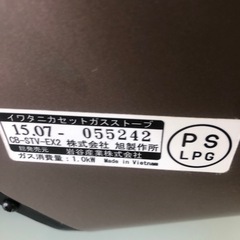 イワタニカセットガスストーブ
15.07- 055242
CB-STV-EX2 株式会社 旭製作所
総発売元 岩谷産業株式会社
ガス消費量:1.0kW Made in Vietnam
PS
LPG